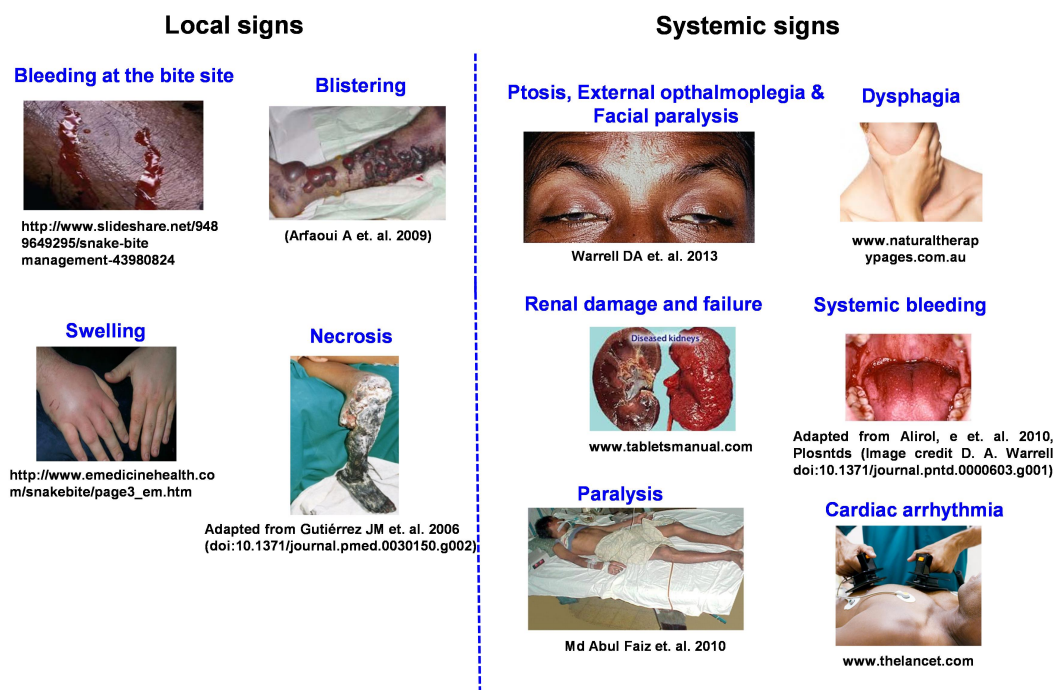 Local signs
Bleeding at the bite site
http://www.slideshare.net/948
9649295/snake-bite
management-43980824
Blistering
(Arfaoui A et. al. 2009)
Swelling
http://www.emedicinehealth.co
m/snakebite/page3_em.htm
Necrosis
Adapted from Gutiérrez JM et. al. 2006
(doi:10.1371/journal.pmed.0030150.g002)
Systemic signs
Ptosis, External opthalmoplegia &
Facial paralysis
Warrell DA et. al. 2013
Dysphagia
www.naturaltherap
ypages.com.au
Renal damage and failure
Diseased kidneys
www.tabletsmanual.com
Systemic bleeding
Adapted from Alirol, e et. al. 2010,
Plosntds (Image credit D. A. Warrell
doi:10.1371/journal.pntd.0000603.g001)
Paralysis
Md Abul Faiz et. al. 2010
Cardiac arrhythmia
www.thelancet.com